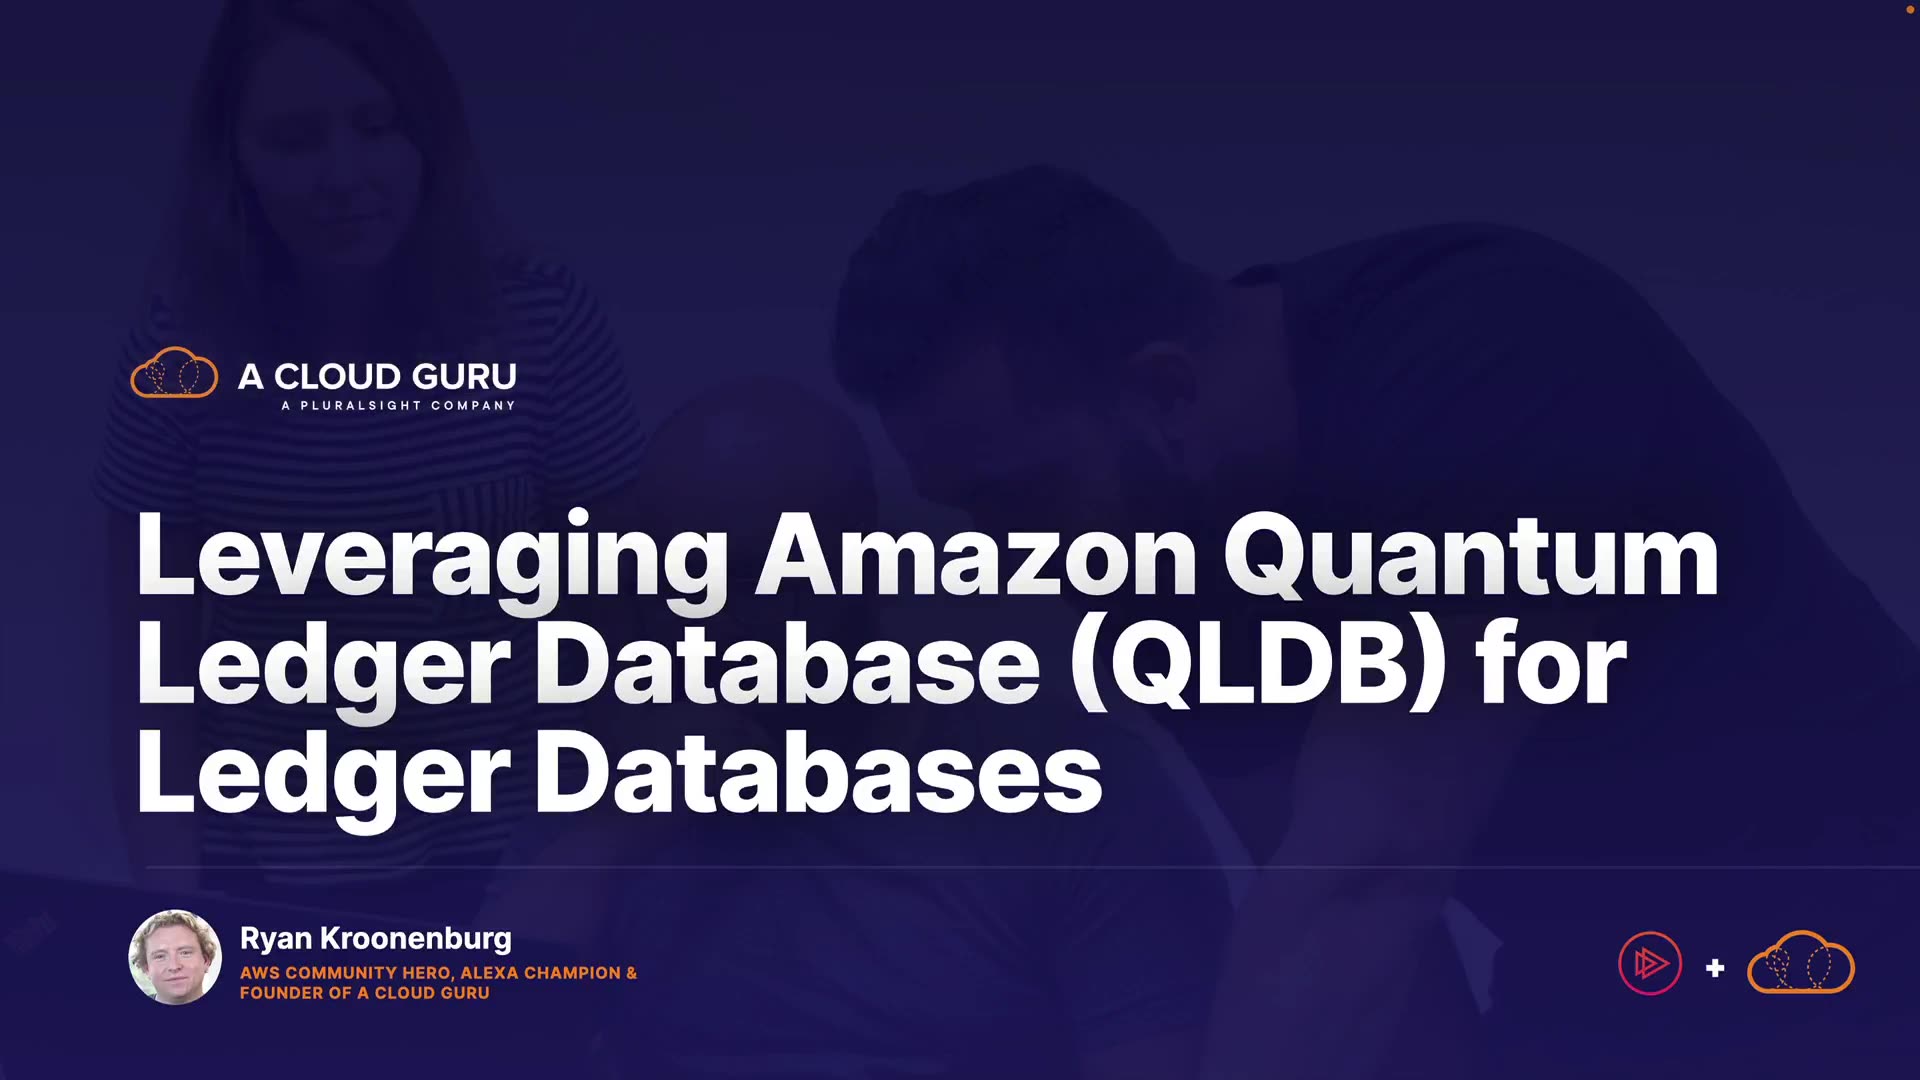 A CLOUD GURU
A PLURALSIGHT COMPANY
Leveraging Amazon Quantum
Ledger Database (QLDB) for
Ledger Databases
Ryan Kroonenburg
AWS COMMUNITY HERO, ALEXA CHAMPION &
FOUNDER OF A CLOUD GURU
+